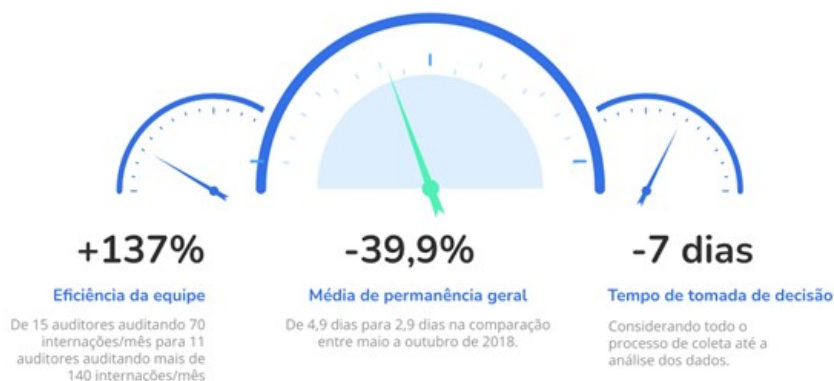 +137%
Eficiência da equipe
De 15 auditores auditando 70
internações/mês para 11
auditores auditando mais de
140 internações/mês
-39,9%
Média de permanência geral
De 4,9 dias para 2,9 dias na comparação
entre maio a outubro de 2018.
-7 dias
Tempo de tomada de decisão
Considerando todo o
processo de coleta até a
análise dos dados.